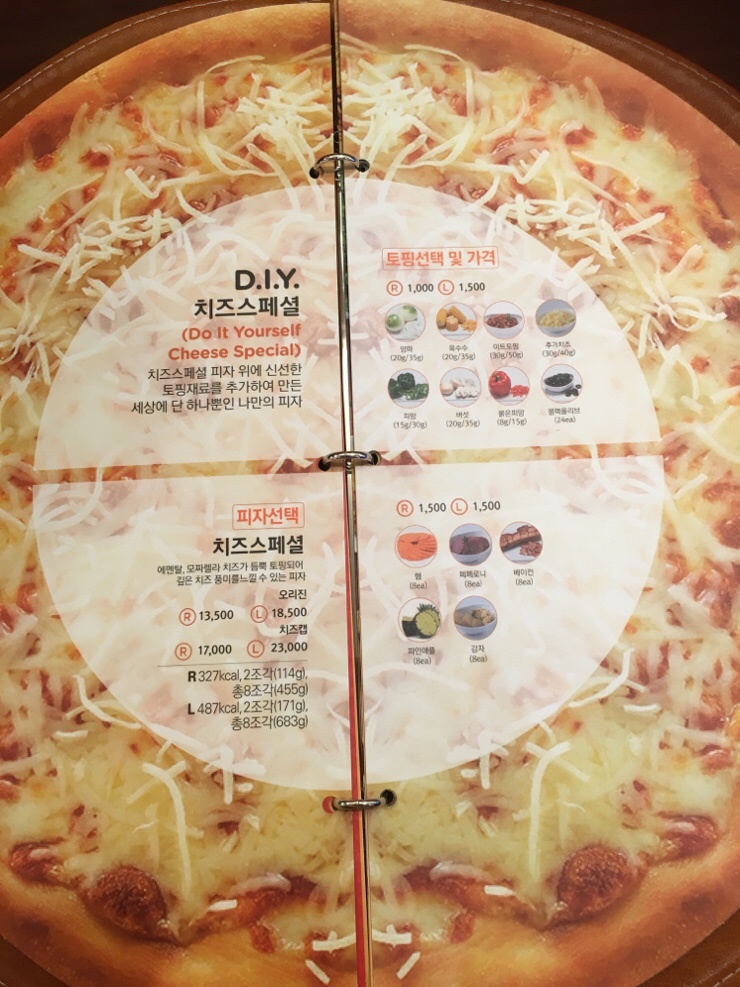 D.I.Y.
치즈스페셜
(Do It Yourself
Cheese Special)
치즈스페셜 피자 위에 신선한
토핑재료를 추가하여 만든
세상에 단 하나뿐인 나만의 피자
피자선택
치즈스페셜
에멘탈, 모짜렐라 치즈가 듬뿍 토핑되어
깊은 치즈 풍미를느낄 수 있는 피자
오리진
R 13,500 L 18,500
치즈캡
R 17,000 L 23,000
R 327kcal, 2조각(114g),
총8조각(455g)
L 487kcal, 2조각(171g),
총8조각(683g)
토핑선택 및 가격
R 1,000 L 1,500
양파 옥수수 미트토핑 추가치즈
(20g/35g) (20g/35g) (30g/50g) (30g/40g)
피망 버섯 붉은피망 블랙올리브
(15g/30g) (20g/35g) (8g/15g) (24ea)
R 1,500 L 1,500
햄 페페로니 베이컨
(8ea) (8ea) (8ea)
파인애플 감자
(8ea) (8ea)